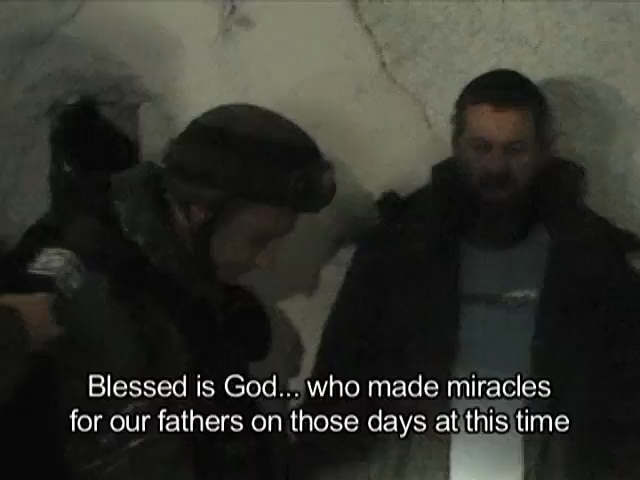 Blessed is God... who made miracles
for our fathers on those days at this time